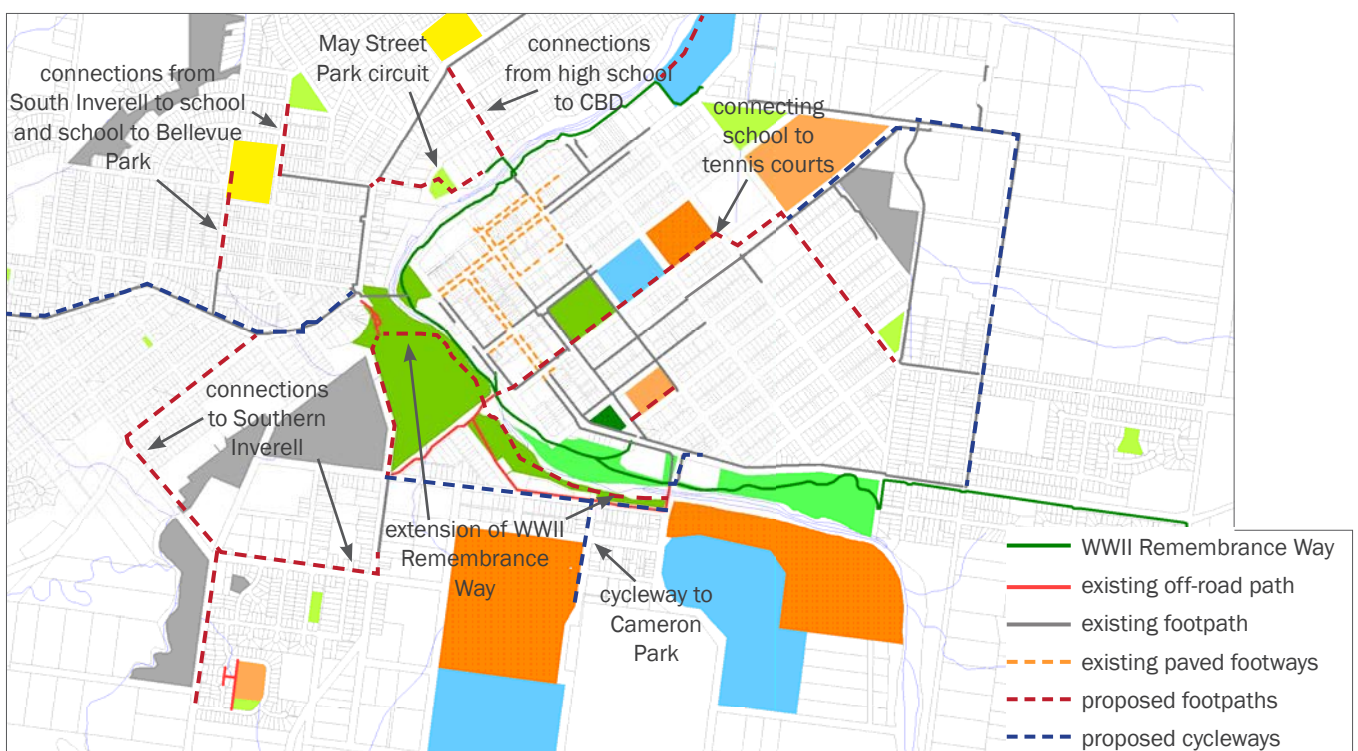 May Street
Park circuit
connections
from high school
to CBD
connections from
South Inverell to school
and school to Bellevue
Park
connecting
school to
tennis courts
connections
to Southern
Inverell
extension of WWII
Remembrance
Way
cycleway to
Cameron
Park
WWII Remembrance Way
existing off-road path
existing footpath
existing paved footways
proposed footpaths
proposed cycleways